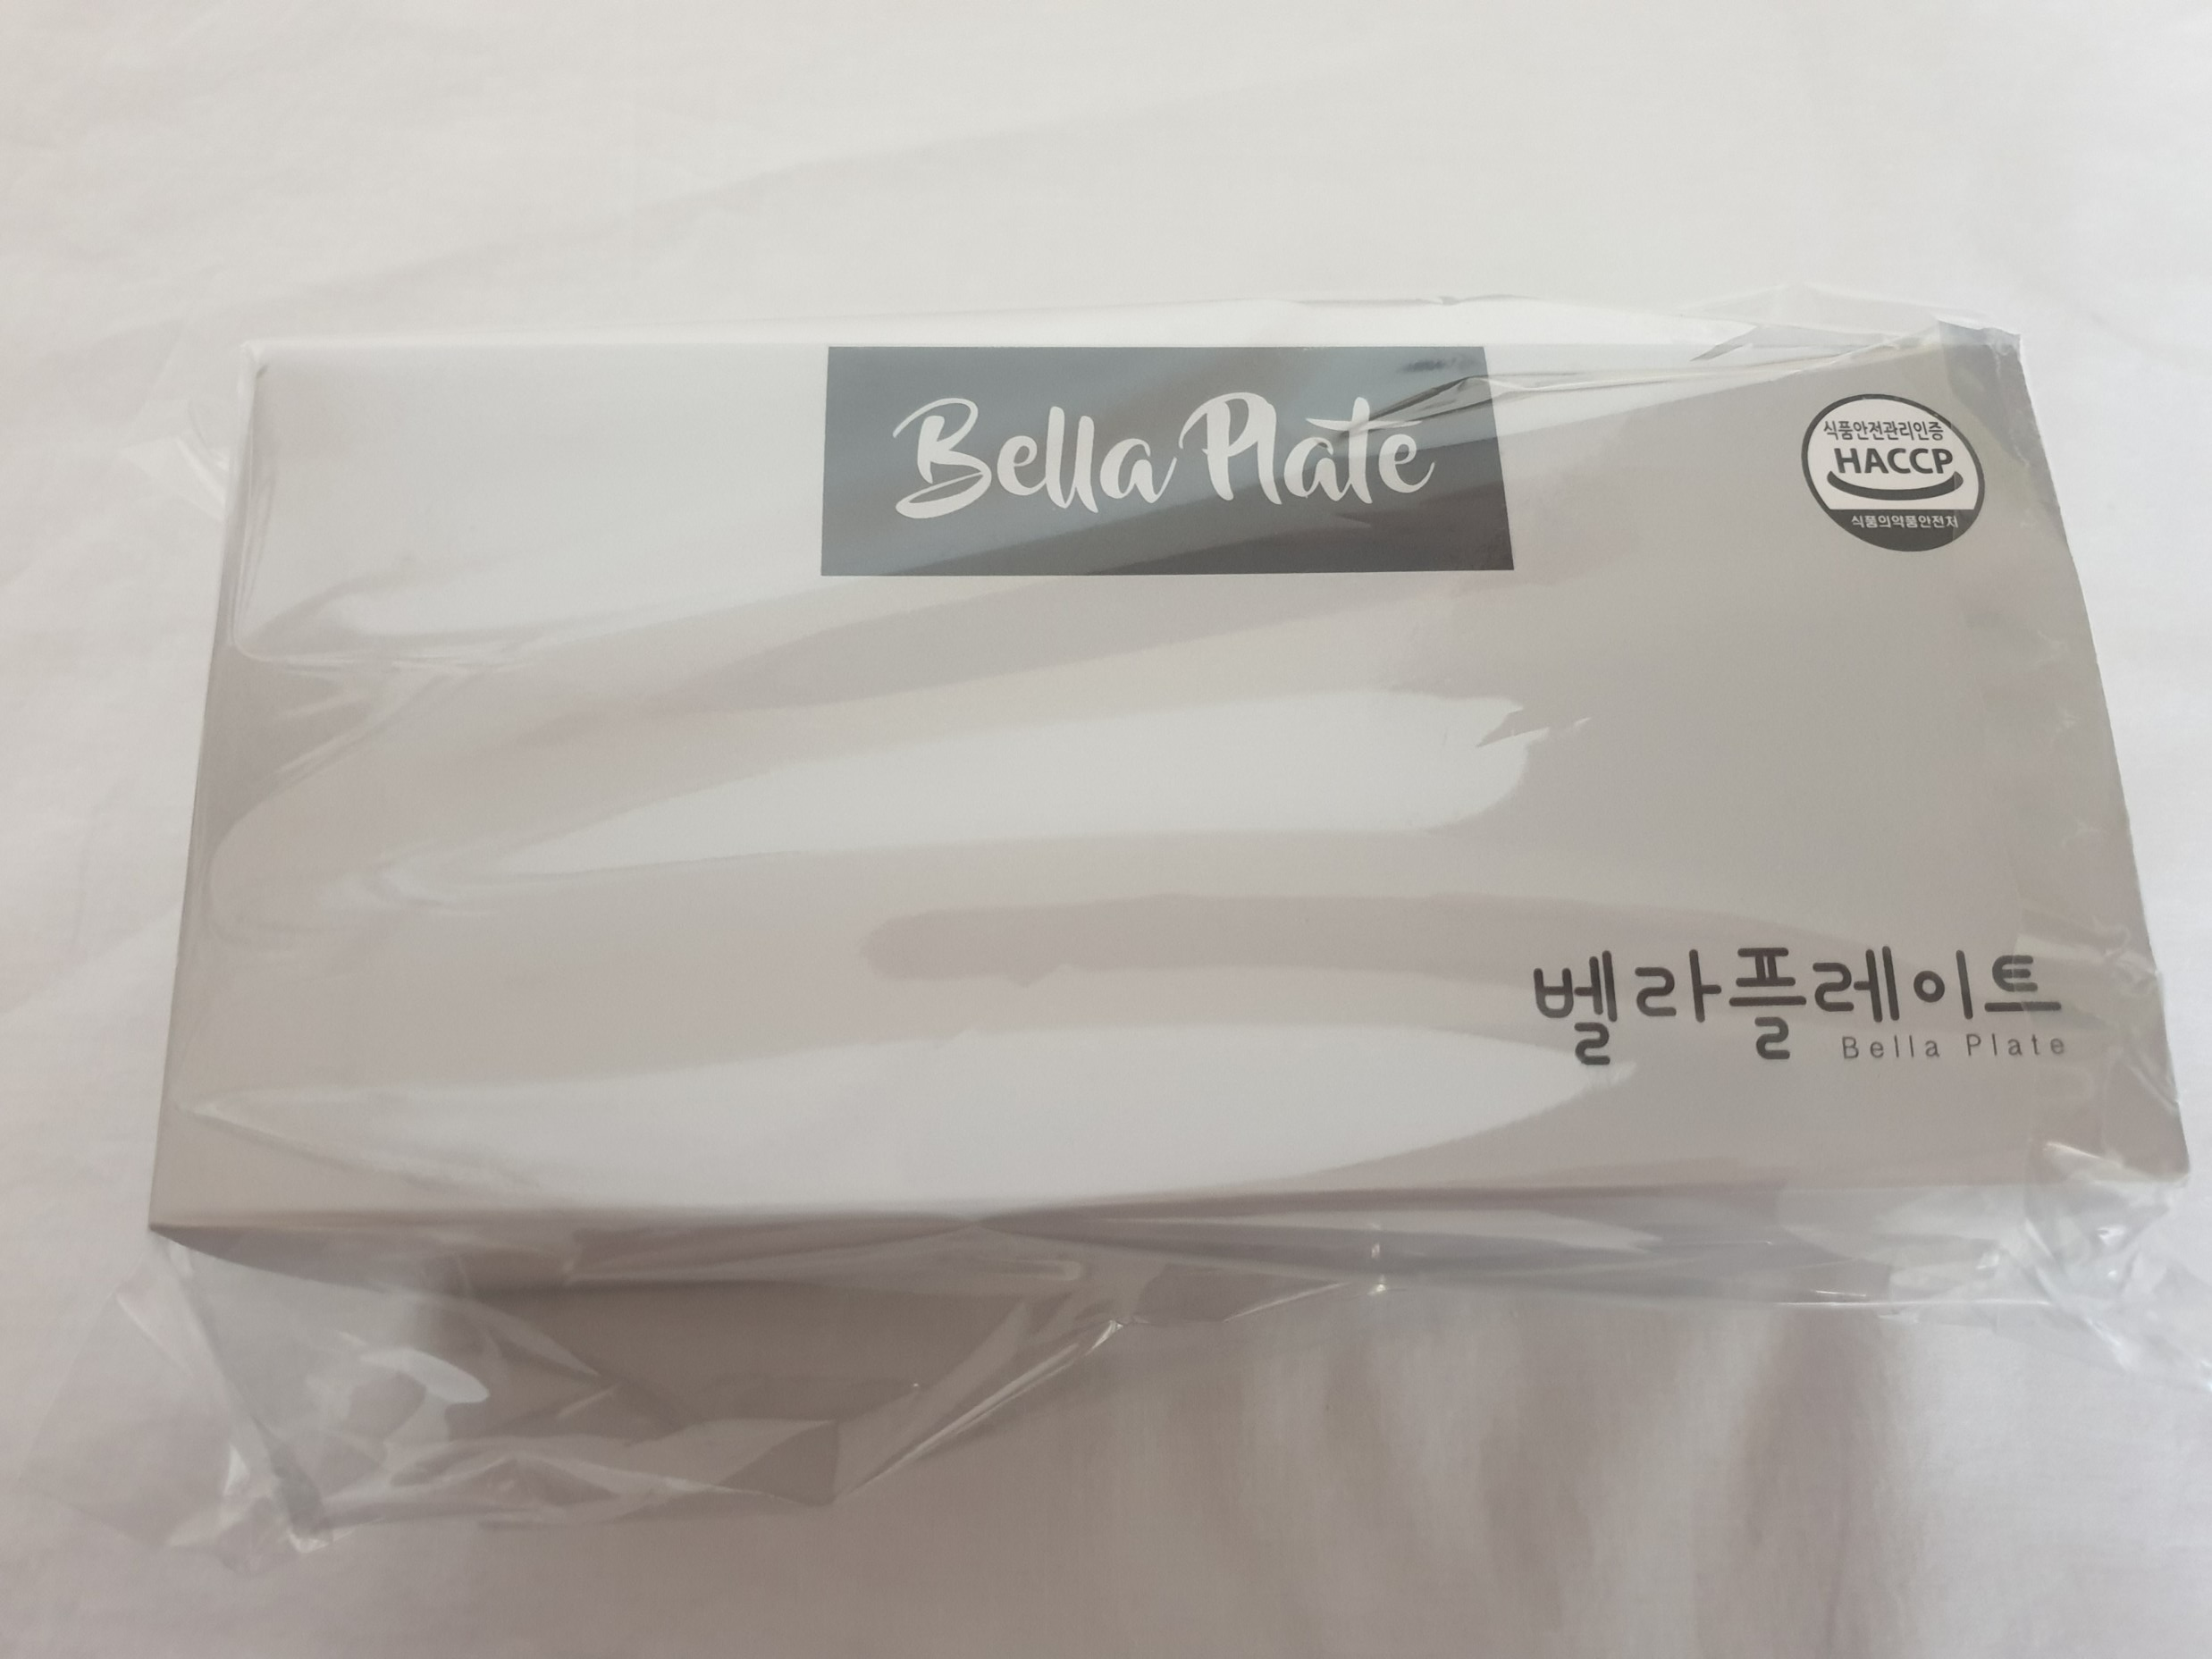 Bella Plate
식품안전관리인증
HACCP
식품의약품안전처
벨라플레이트
Bella Plate